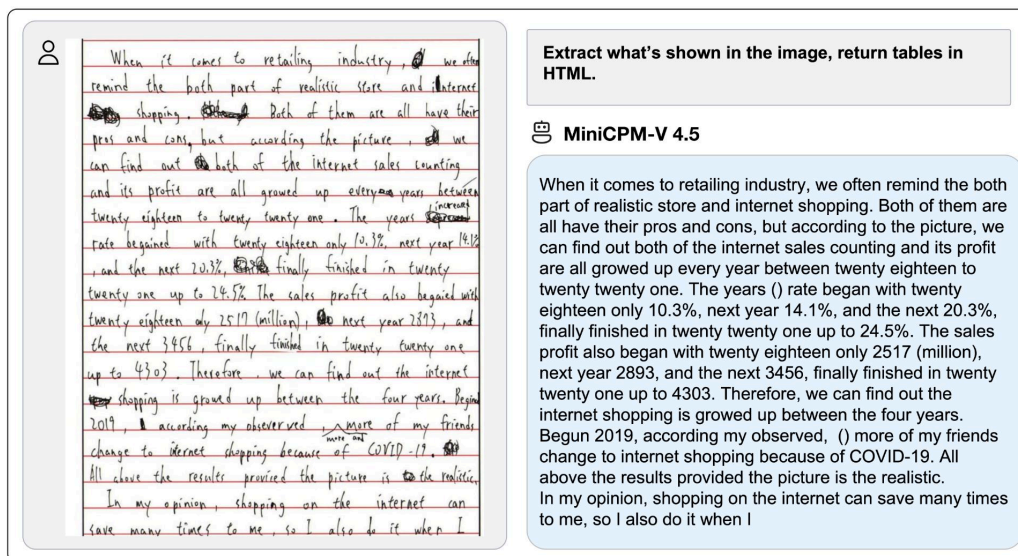 When it comes to retailing industry, we often
remind the both part of realistic store and internet
shopping. Both of them are all have their
pros and cons, but according the picture, we
can find out both of the internet sales counting
and its profit are all growed up every years between
twenty eighteen to twenty twenty one. The years increase
rate begained with twenty eighteen only 10.3%, next year 14.1%
, and the next 20.3%, finally finished in twenty
twenty one up to 24.5%. The sales profit also begained with
twenty eighteen only 2517 (million), next year 2893, and
the next 3456, finally finished in twenty twenty one
up to 4303. Therefore, we can find out the internet
shopping is growed up between the four years. Begind
2019, according my obseverved, more and more of my friends
change to internet shopping because of COVID-19.
All above the results proviced the picture is the realistic.
In my opinion, shopping on the internet can
save many times to me, so I also do it when I
Extract what's shown in the image, return tables in
HTML.
MiniCPM-V 4.5
When it comes to retailing industry, we often remind the both
part of realistic store and internet shopping. Both of them are
all have their pros and cons, but according to the picture, we
can find out both of the internet sales counting and its profit
are all growed up every year between twenty eighteen to
twenty twenty one. The years () rate began with twenty
eighteen only 10.3%, next year 14.1%, and the next 20.3%,
finally finished in twenty twenty one up to 24.5%. The sales
profit also began with twenty eighteen only 2517 (million),
next year 2893, and the next 3456, finally finished in twenty
twenty one up to 4303. Therefore, we can find out the
internet shopping is growed up between the four years.
Begun 2019, according my observed, () more of my friends
change to internet shopping because of COVID-19. All
above the results provided the picture is the realistic.
In my opinion, shopping on the internet can save many times
to me, so I also do it when I